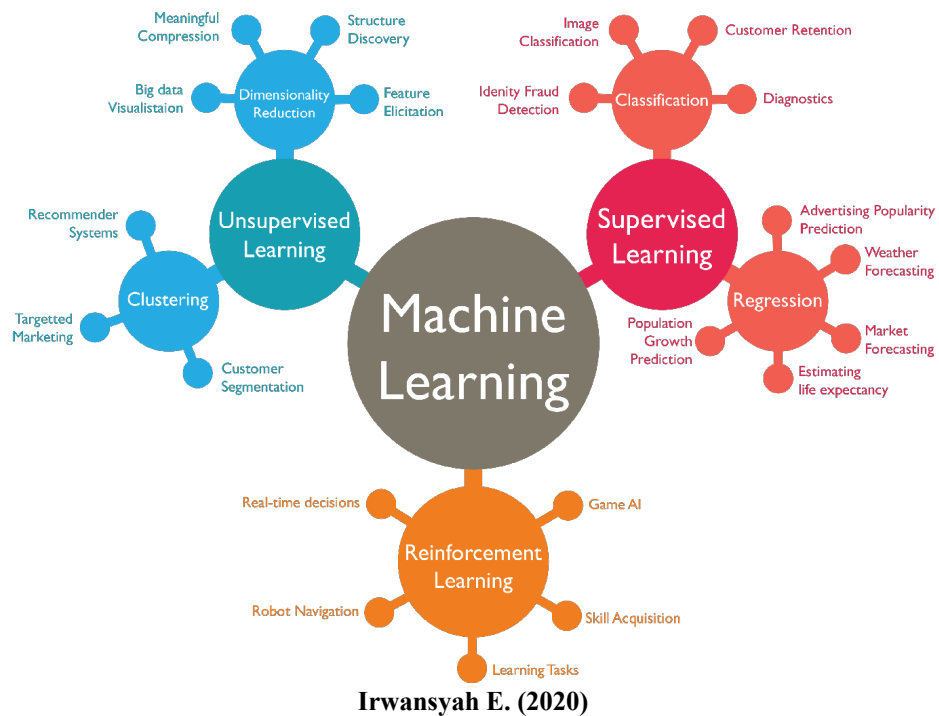 Meaningful
Compression
Structure
Discovery
Big data
Visualistaion
Dimensionality
Reduction
Feature
Elicitation
Unsupervised
Learning
Recommender
Systems
Clustering
Targetted
Marketing
Customer
Segmentation
Image
Classification
Customer Retention
Idenity Fraud
Detection
Classification
Diagnostics
Supervised
Learning
Advertising Popularity
Prediction
Weather
Forecasting
Regression
Population
Growth
Prediction
Market
Forecasting
Estimating
life expectancy
Machine
Learning
Real-time decisions
Game AI
Reinforcement
Learning
Robot Navigation
Skill Acquisition
Learning Tasks
Irwansyah E. (2020)